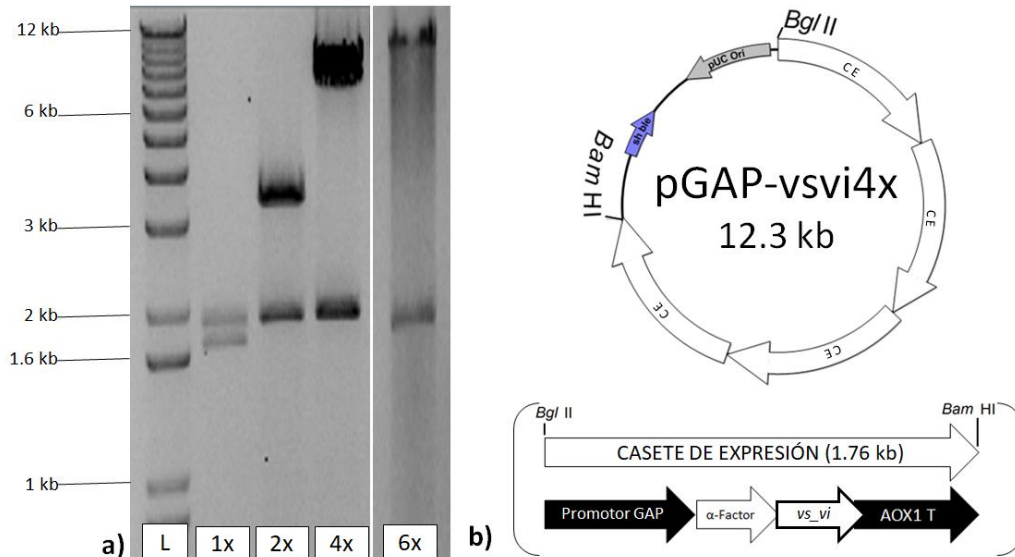 12 kb
6 kb
3 kb
2 kb
1.6 kb
1 kb
a)
L
1x
2x
4x
6x
b)
Bgl II
CE
CE
CE
CE
CE
pUC Ori
sh ble
Bam HI
pGAP-vsvi4x
12.3 kb
Bgl II
Bam HI
CASETE DE EXPRESIÓN (1.76 kb)
Promotor GAP
α-Factor
vs_vi
AOX1 T